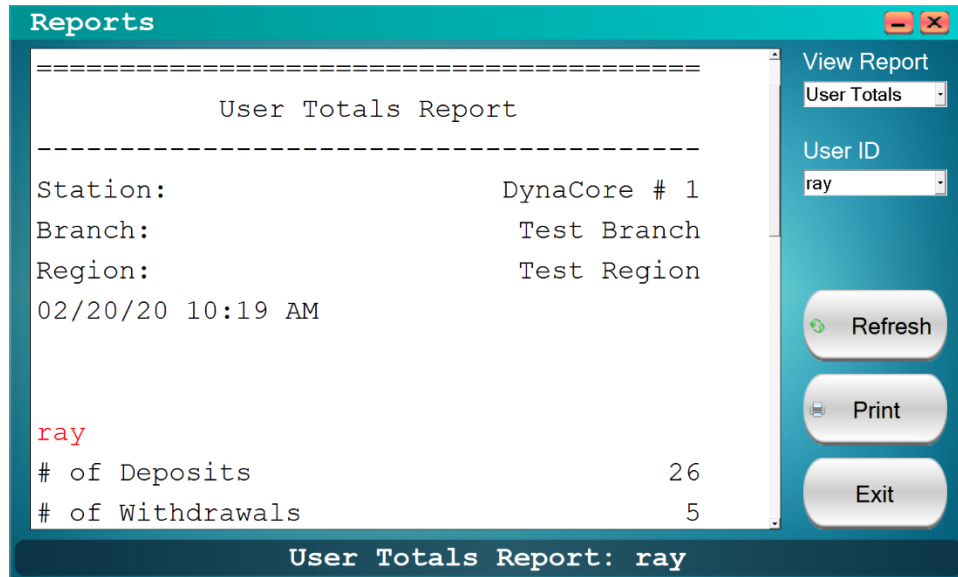 Reports
========================================
User Totals Report
----------------------------------------
Station: DynaCore # 1
Branch: Test Branch
Region: Test Region
02/20/20 10:19 AM
ray
# of Deposits 26
# of Withdrawals 5
View Report
User Totals
User ID
ray
Refresh
Print
Exit
User Totals Report: ray